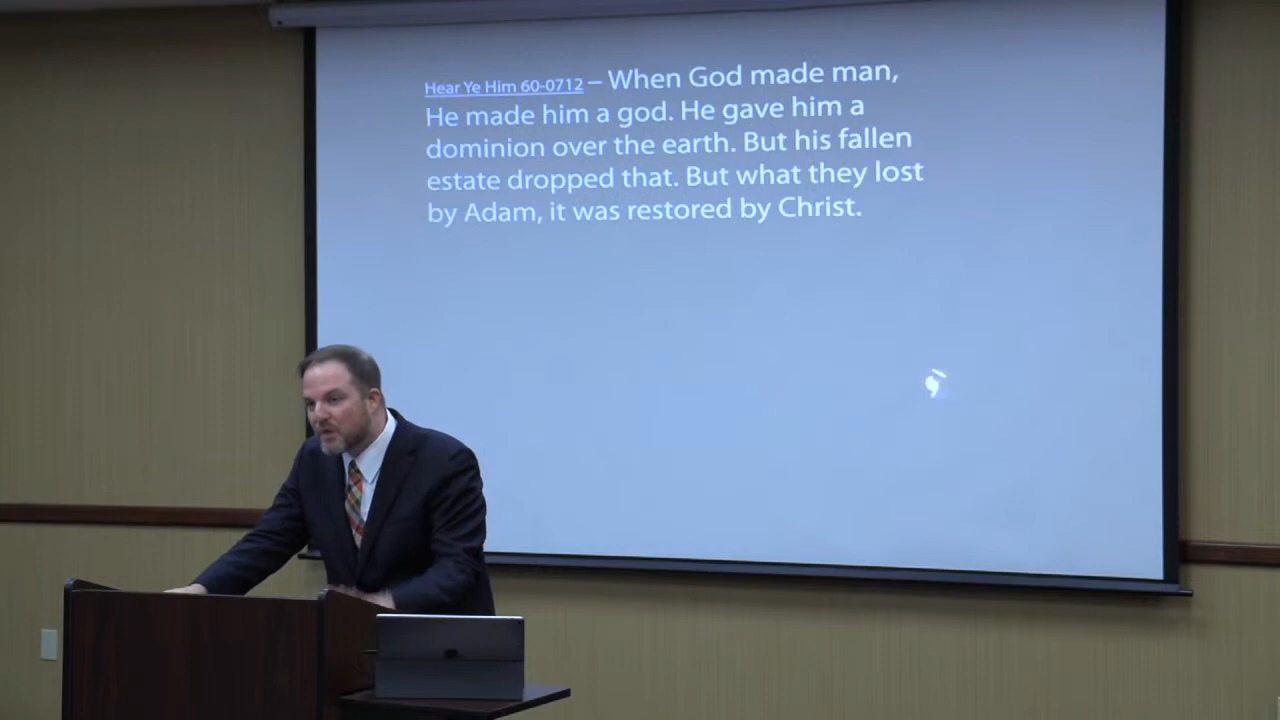 Hear Ye Him 60-0712 – When God made man,
He made him a god. He gave him a
dominion over the earth. But his fallen
estate dropped that. But what they lost
by Adam, it was restored by Christ.